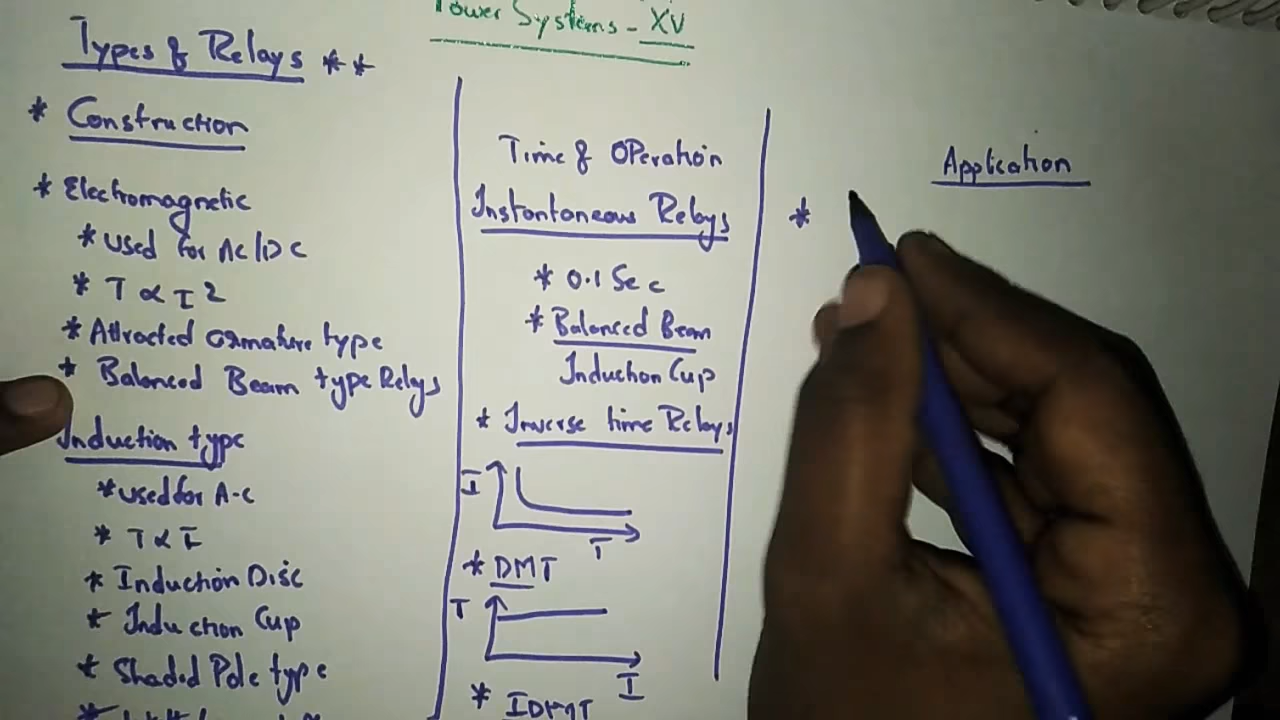 Power Systems - XV
Types of Relays **
* Construction
* Electromagnetic
* used for AC/DC
* T ∝ I 2
* Attracted armature type
* Balanced Beam type Relays
Induction type
* used for A-C
* T ∝ I
* Induction Disc
* Induction Cup
* Shaded Pole type
Time of OPeration
Instantaneous Relays
* 0.1 Sec
* Balanced Beam
Induction Cup
* Inverse time Relays
I
T
* DMT
T
I
* IDMT
Application
*